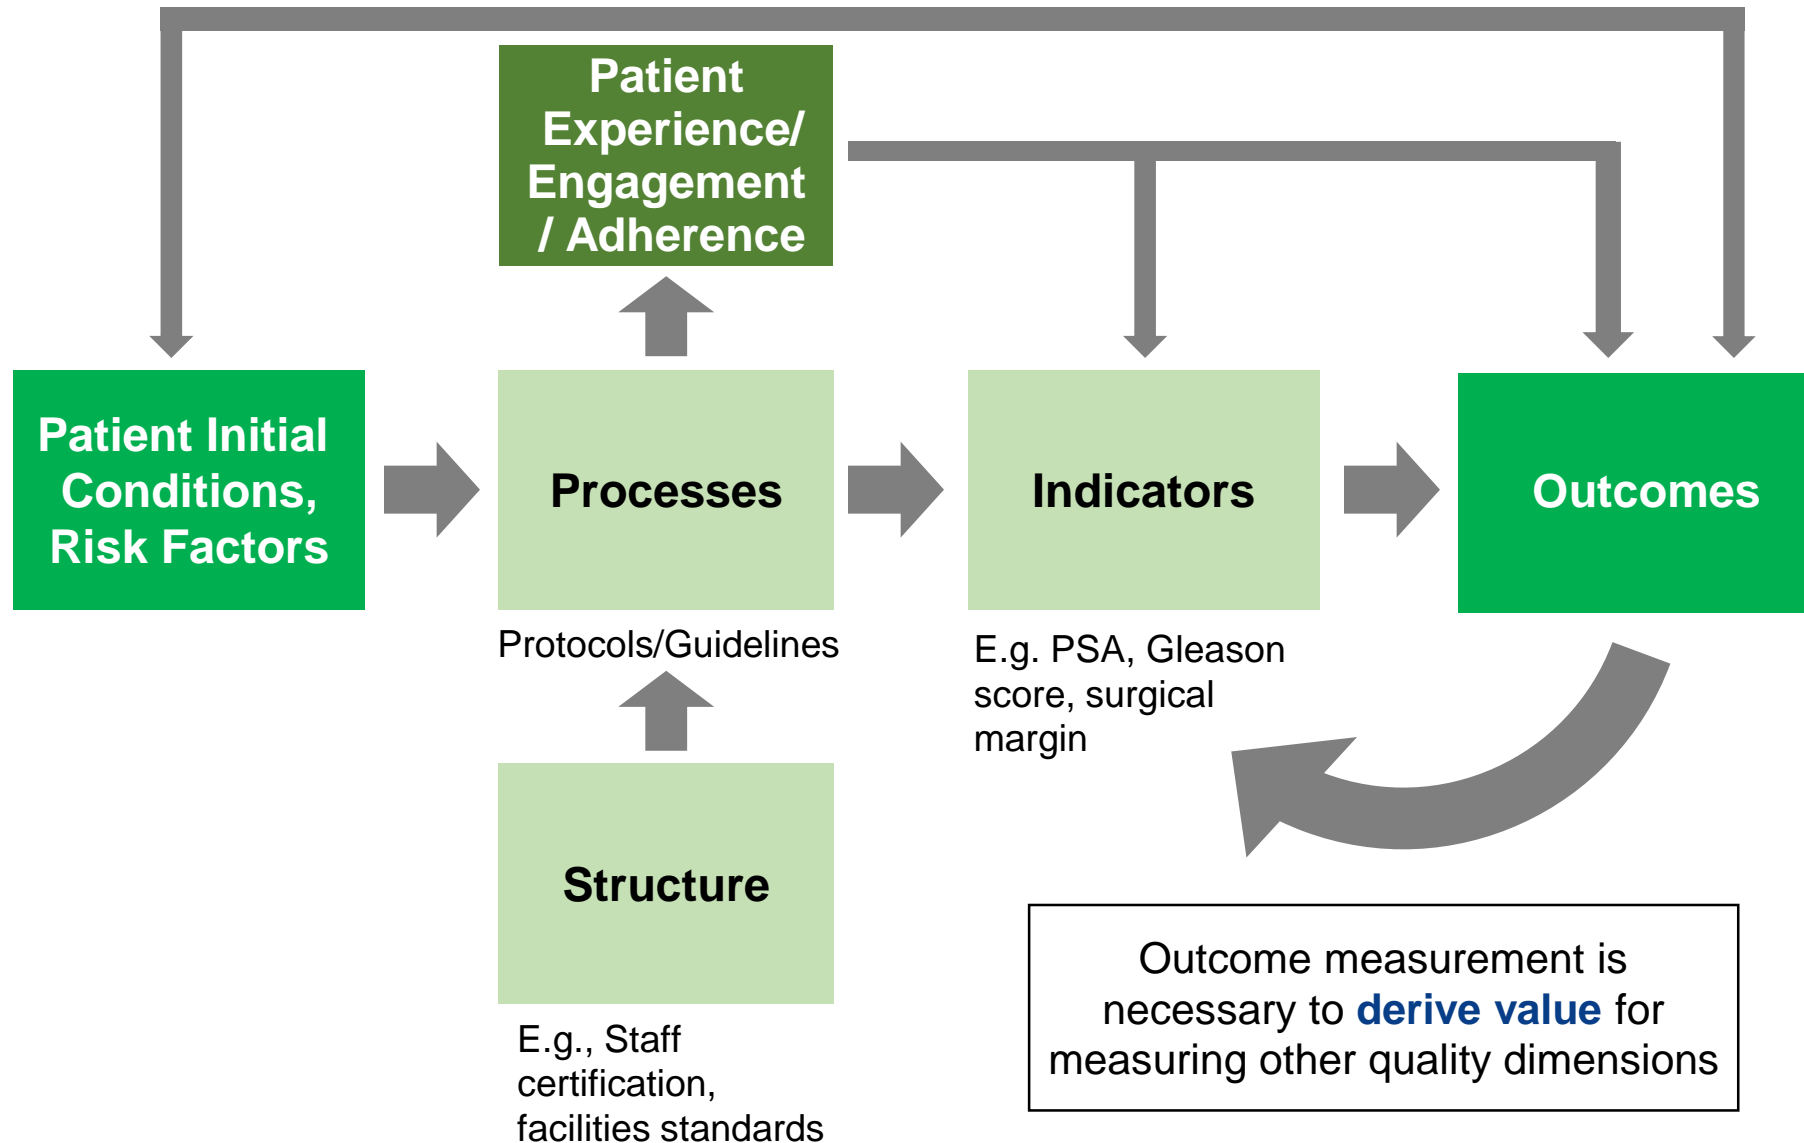 Patient
Experience/
Engagement
/ Adherence
Patient Initial
Conditions,
Risk Factors
Processes
Indicators
Outcomes
Protocols/Guidelines
E.g. PSA, Gleason
score, surgical
margin
Structure
E.g., Staff
certification,
facilities standards
Outcome measurement is
necessary to derive value for
measuring other quality dimensions